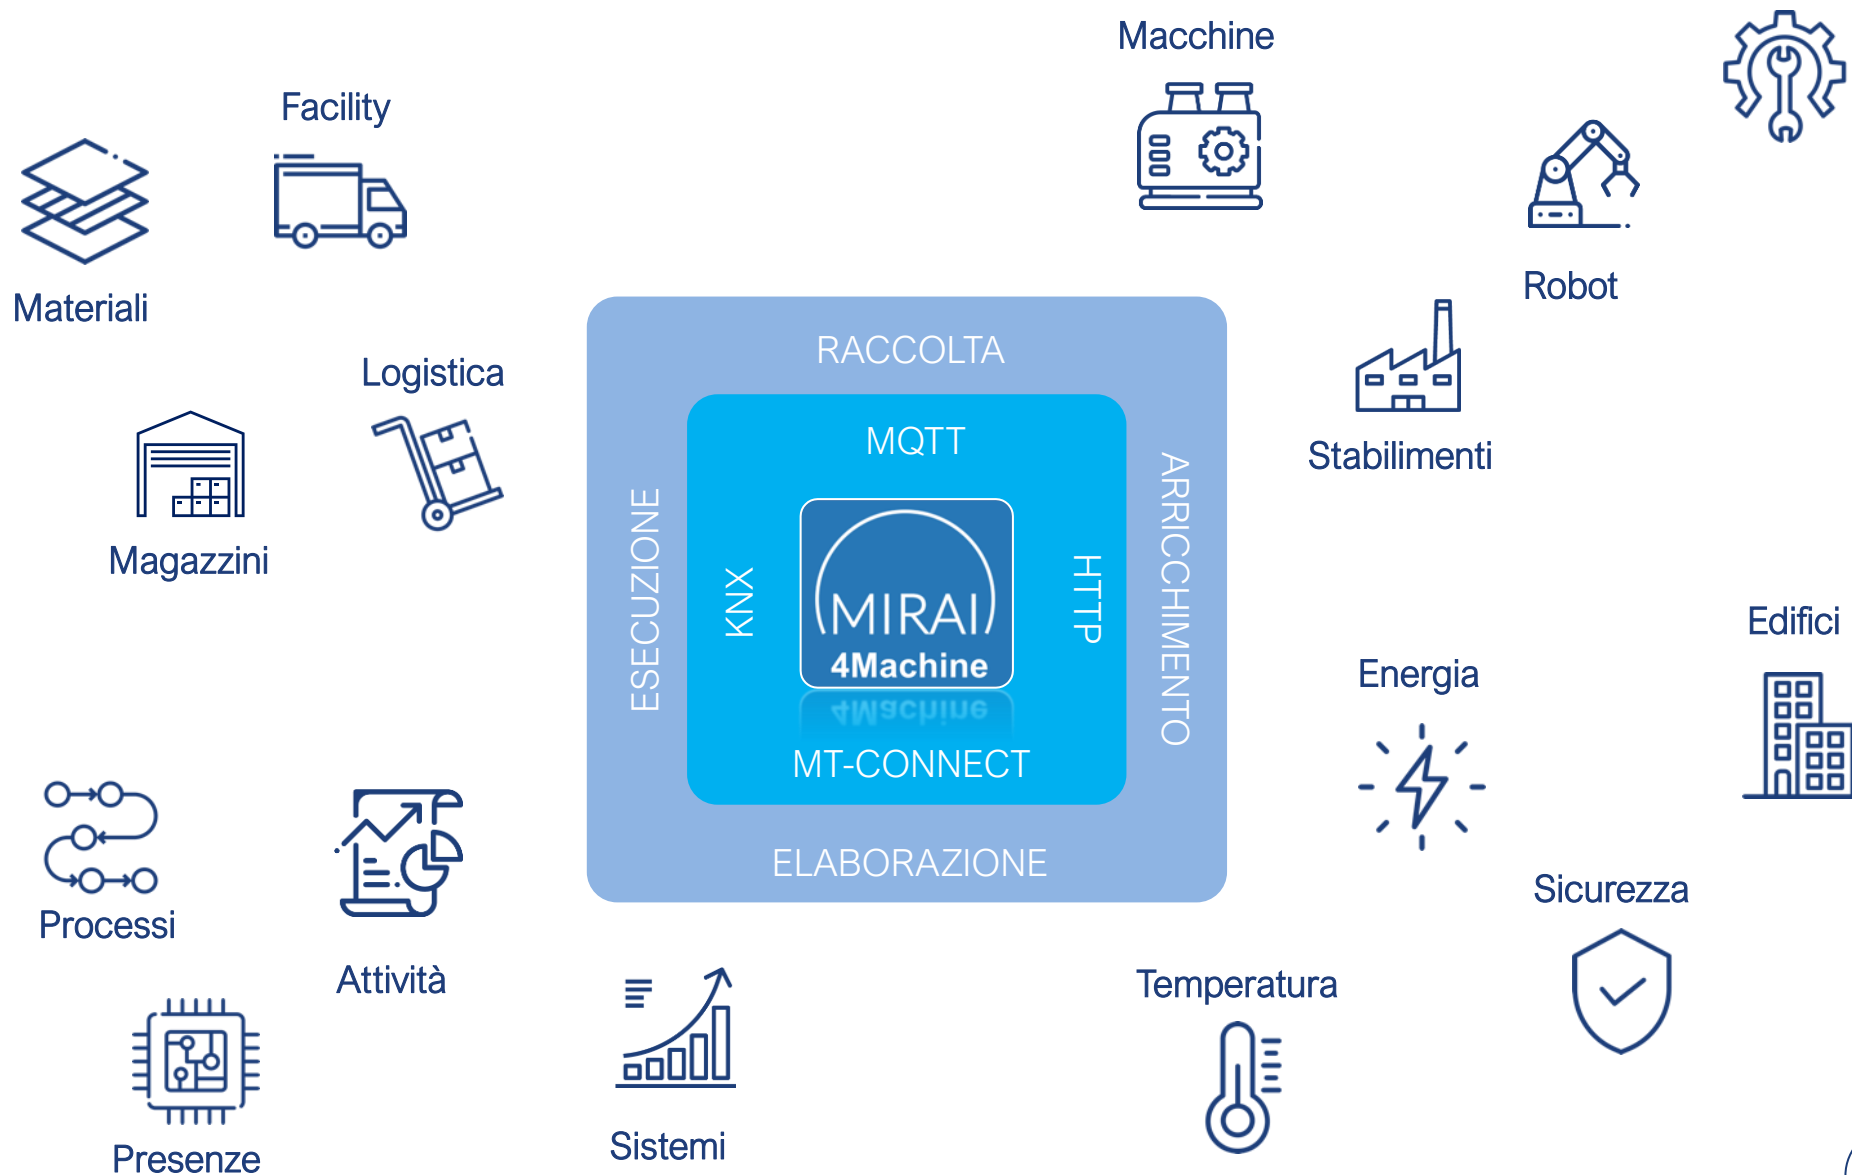 Macchine
Facility
Materiali
Robot
RACCOLTA
Logistica
Stabilimenti
MQTT
Magazzini
ESECUZIONE
KNX
MIRAI
4Machine
HTTP
ARRICCHIMENTO
Edifici
Energia
MT-CONNECT
ELABORAZIONE
Sicurezza
Processi
Attività
Temperatura
Sistemi
Presenze